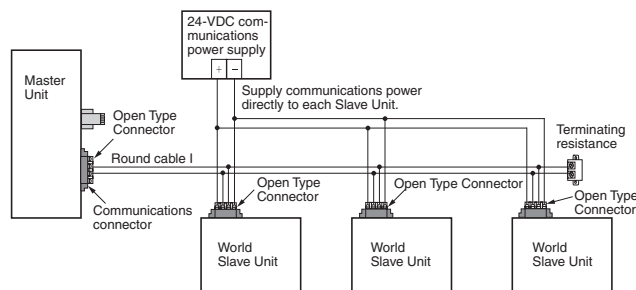 24-VDC com-
munications
power supply
+ −
Supply communications power
directly to each Slave Unit.
Master
Unit
Open Type
Connector
Terminating
resistance
Round cable I
Communications
connector
Open Type
Connector
Open Type Connector
Open Type
Connector
World
Slave Unit
World
Slave Unit
World
Slave Unit